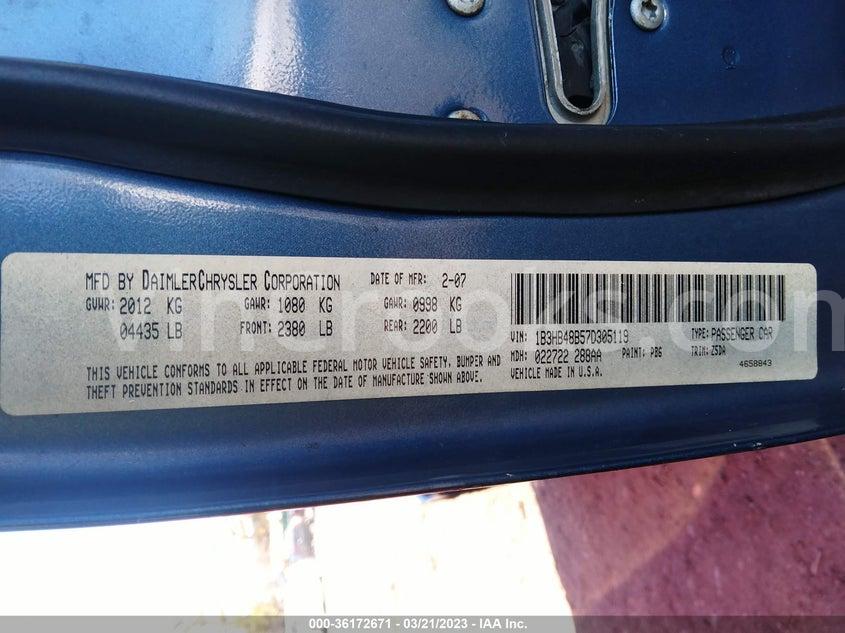 MFD BY DAIMLERCHRYSLER CORPORATION DATE OF MFR: 2-07
GVWR: 2012 KG GAWR: 1080 KG GAWR: 0998 KG
04435 LB FRONT: 2380 LB REAR: 2200 LB
THIS VEHICLE CONFORMS TO ALL APPLICABLE FEDERAL MOTOR VEHICLE SAFETY, BUMPER AND
THEFT PREVENTION STANDARDS IN EFFECT ON THE DATE OF MANUFACTURE SHOWN ABOVE.
VIN: 1B3HB48B57D305119 TYPE: PASSENGER CAR
MDH: 022722 288AA PAINT: PBG TRIM: Z5DA
VEHICLE MADE IN U.S.A. 4658843
000-36172671 - 03/21/2023 - IAA Inc.